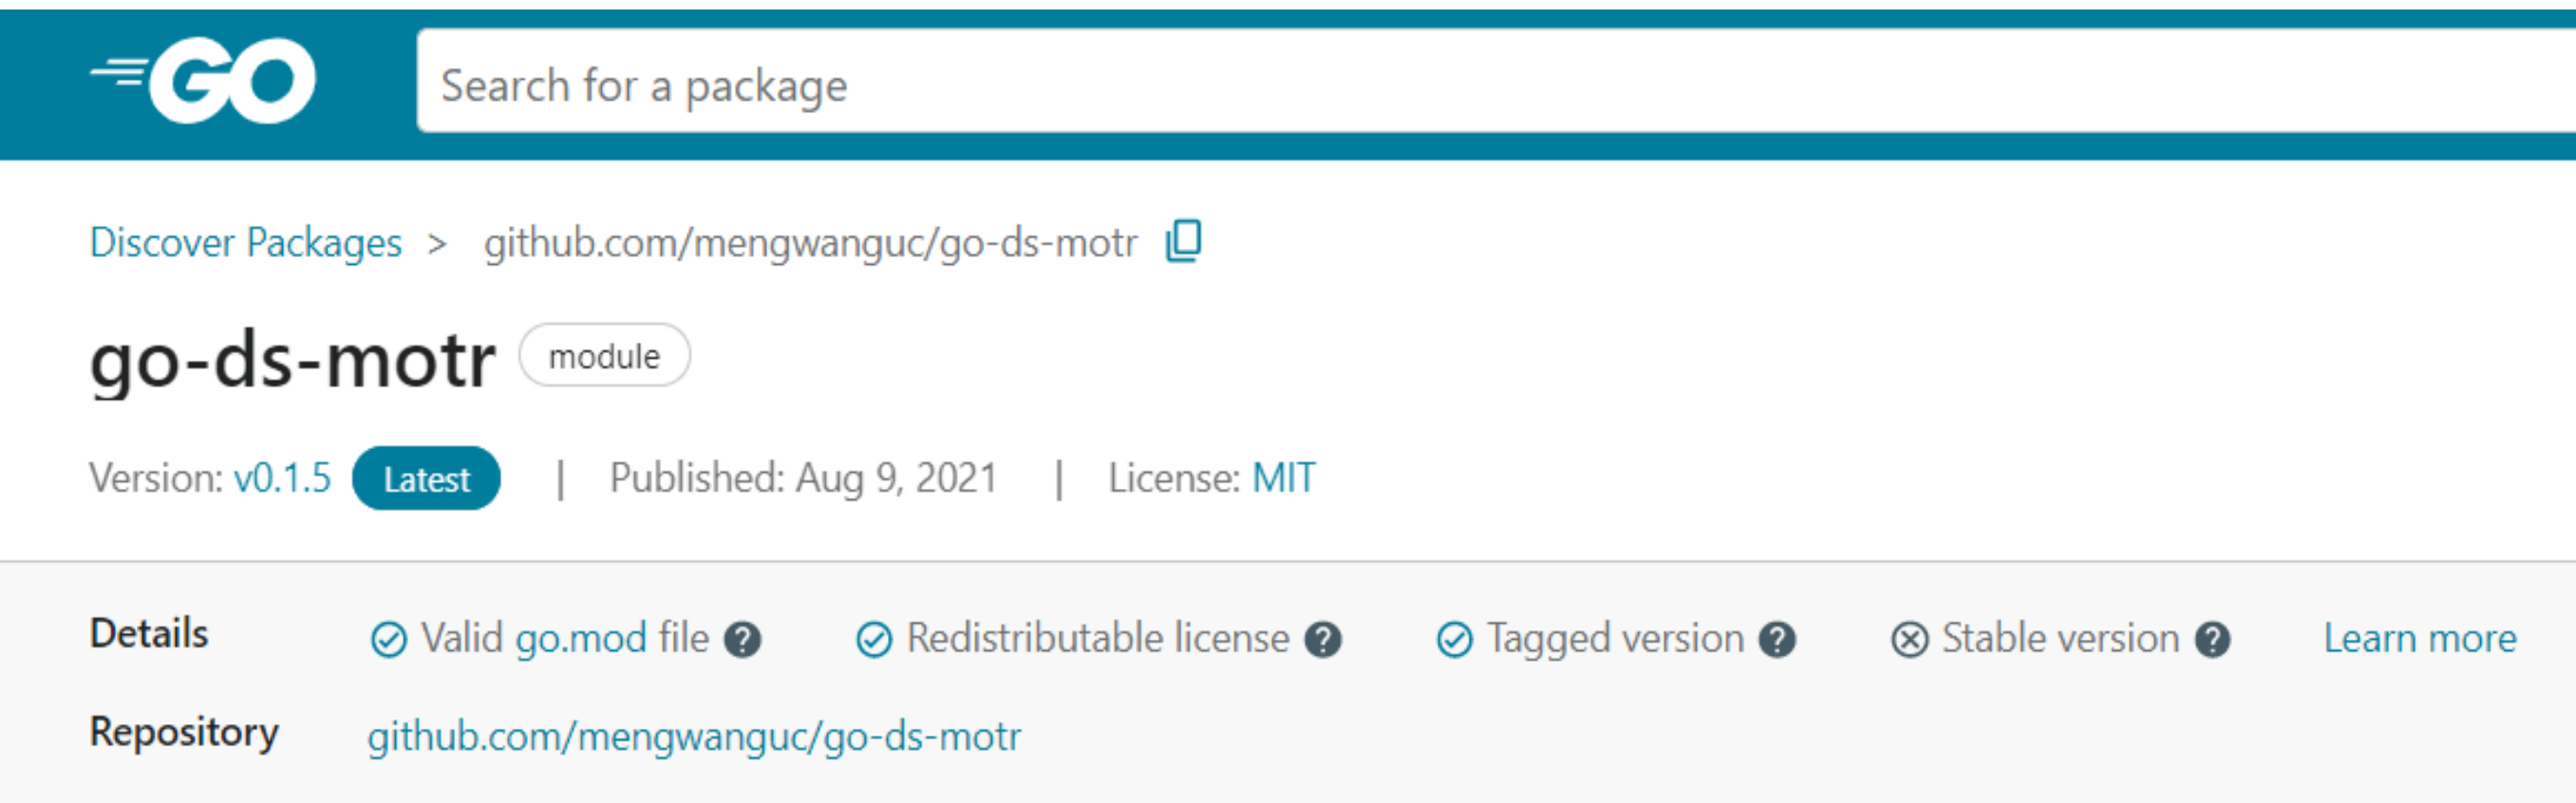 GO
Search for a package
Discover Packages > github.com/mengwanguc/go-ds-motr
go-ds-motr module
Version: v0.1.5 Latest | Published: Aug 9, 2021 | License: MIT
Details Valid go.mod file ? Redistributable license ? Tagged version ? Stable version ? Learn more
Repository github.com/mengwanguc/go-ds-motr